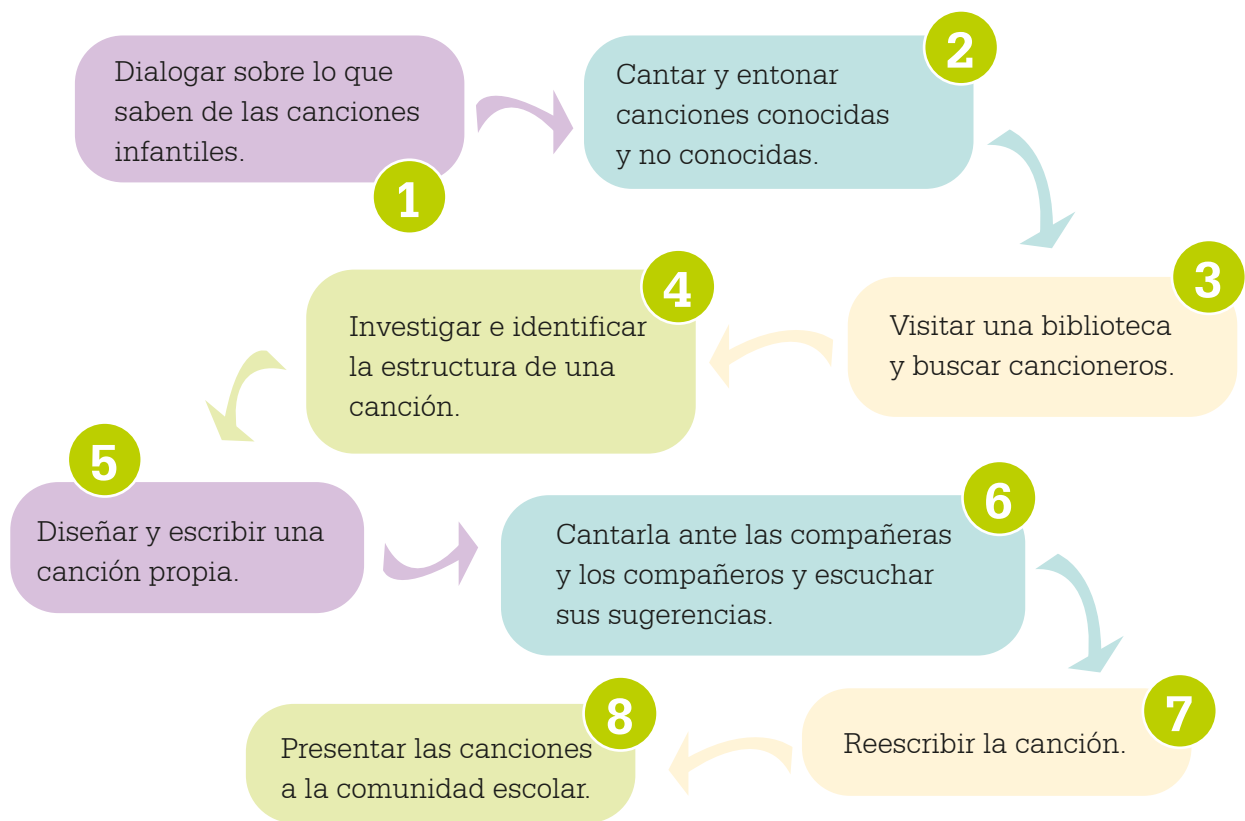 Dialogar sobre lo que
saben de las canciones
infantiles.
1
Cantar y entonar
canciones conocidas
y no conocidas.
2
Visitar una biblioteca
y buscar cancioneros.
3
Investigar e identificar
la estructura de una
canción.
4
Diseñar y escribir una
canción propia.
5
Cantarla ante las compañeras
y los compañeros y escuchar
sus sugerencias.
6
Reescribir la canción.
7
Presentar las canciones
a la comunidad escolar.
8